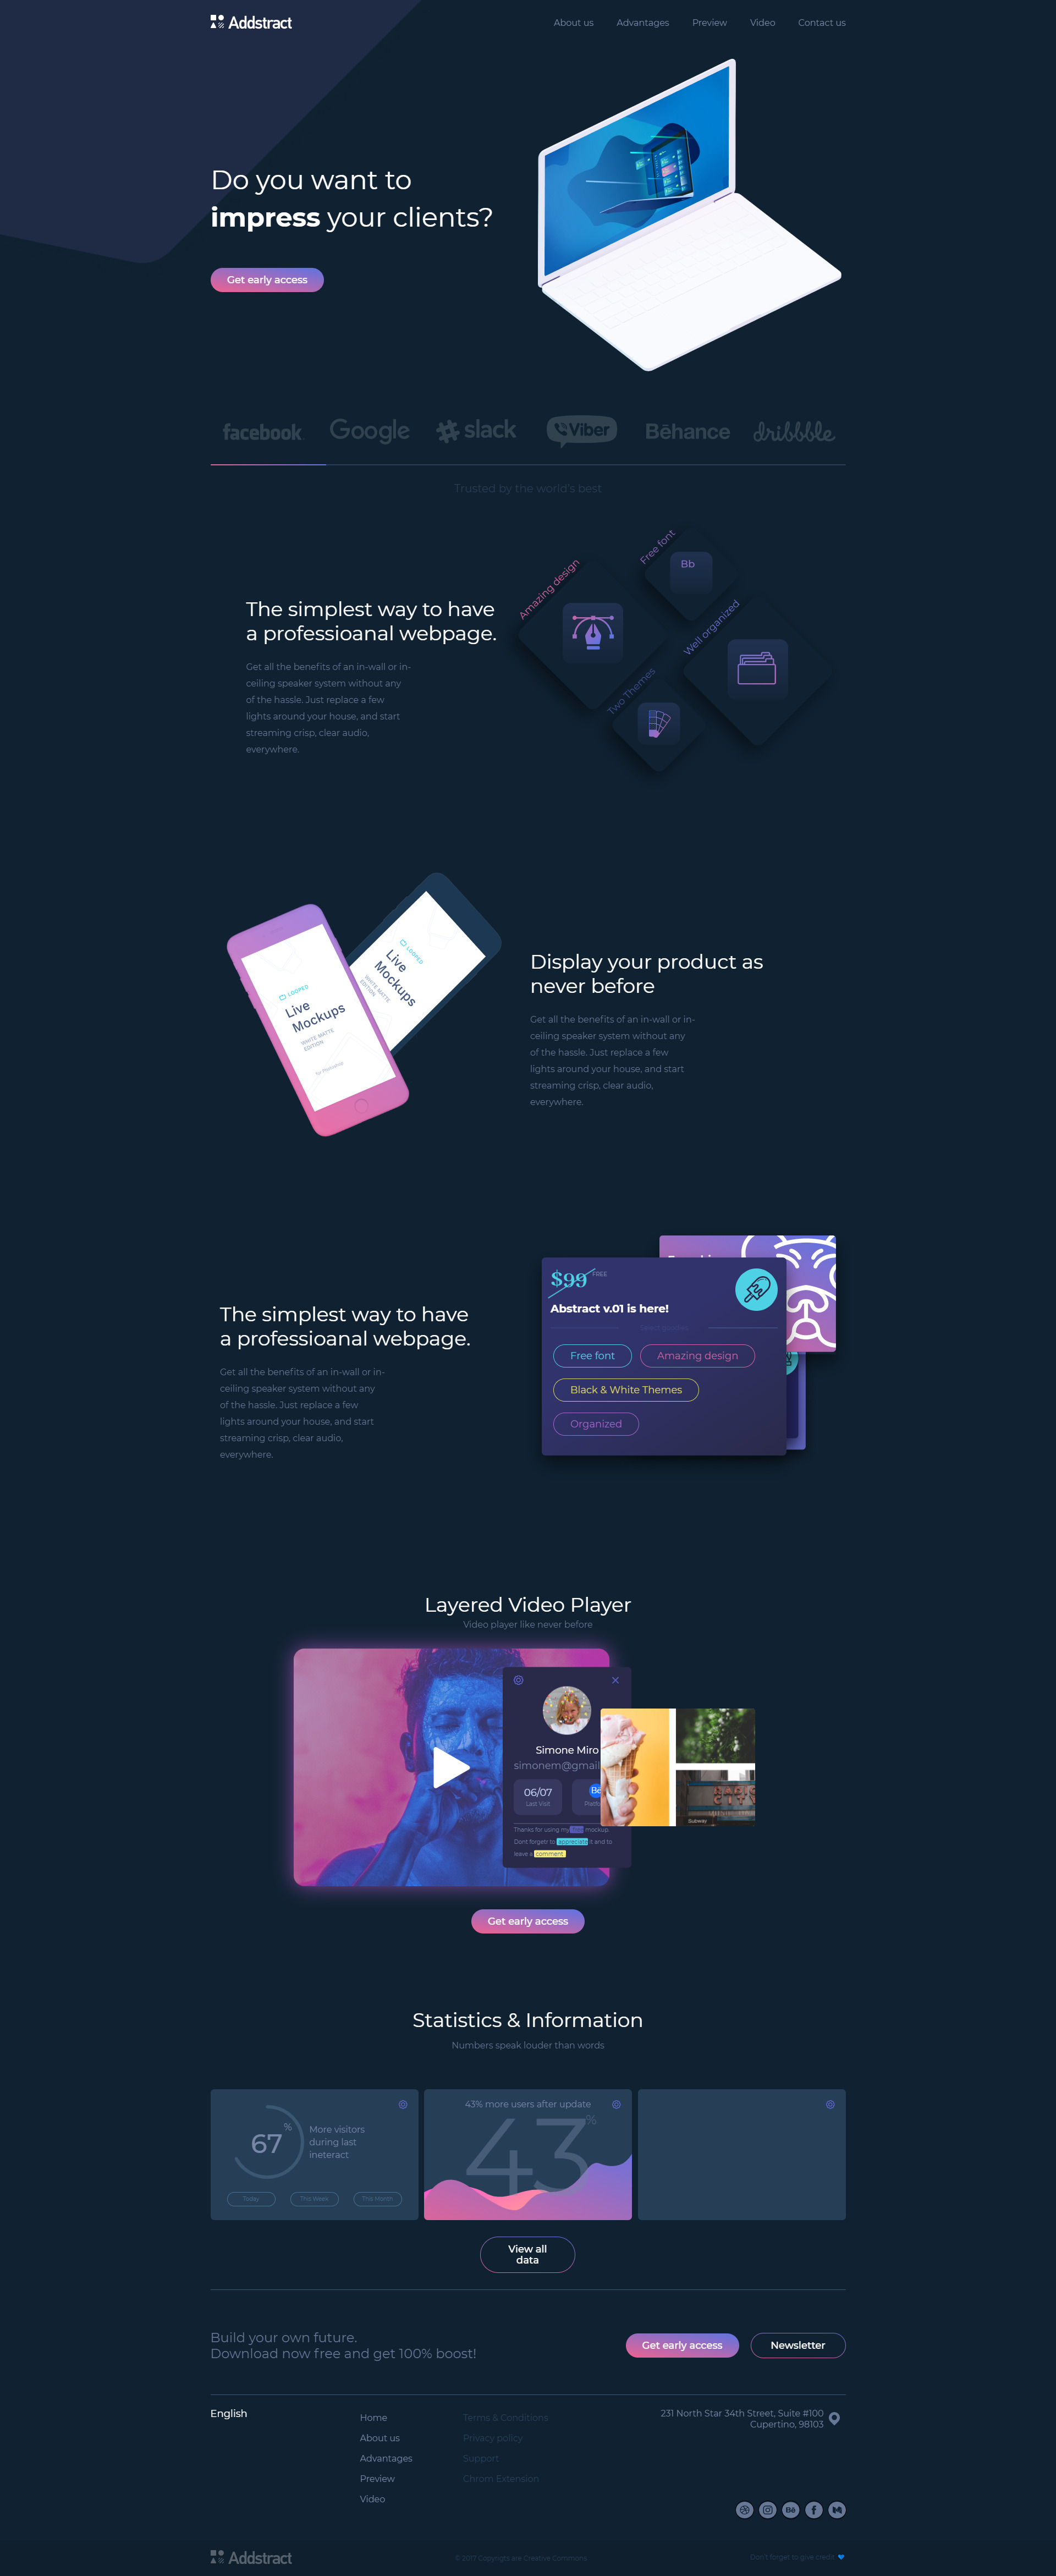 Addstract
About us
Advantages
Preview
Video
Contact us
Do you want to
impress your clients?
Get early access
facebook
Google
slack
Viber
Bēhance
dribbble
Trusted by the world's best
Free font
Bb
Amazing design
Well organized
Two Themes
The simplest way to have
a professioanal webpage.
Get all the benefits of an in-wall or in-
ceiling speaker system without any
of the hassle. Just replace a few
lights around your house, and start
streaming crisp, clear audio,
everywhere.
LOOPED
Live
Mockups
WHITE MATTE
EDITION
for Photoshop
LOOPED
Live
Mockups
WHITE MATTE
EDITION
Display your product as
never before
Get all the benefits of an in-wall or in-
ceiling speaker system without any
of the hassle. Just replace a few
lights around your house, and start
streaming crisp, clear audio,
everywhere.
The simplest way to have
a professioanal webpage.
Get all the benefits of an in-wall or in-
ceiling speaker system without any
of the hassle. Just replace a few
lights around your house, and start
streaming crisp, clear audio,
everywhere.
$99
FREE
Abstract v.01 is here!
Free font
Amazing design
Black & White Themes
Organized
Layered Video Player
Video player like never before
Simone Miro
simonem@gmail
06/07
Last Visit
Bē
Platf
Thanks for using my free mockup.
Dont forgetr to appreciate it and to
leave a comment
Subway
Get early access
Statistics & Information
Numbers speak louder than words
67 %
More visitors
during last
ineteract
Today
This Week
This Month
43% more users after update
43 %
View all
data
Build your own future.
Download now free and get 100% boost!
Get early access
Newsletter
English
Home
About us
Advantages
Preview
Video
Terms & Conditions
Privacy policy
Support
Chrom Extension
231 North Star 34th Street, Suite #100
Cupertino, 98103
Bē
Addstract
© 2017 Copyrigts are Creative Commons
Don't forget to give credit